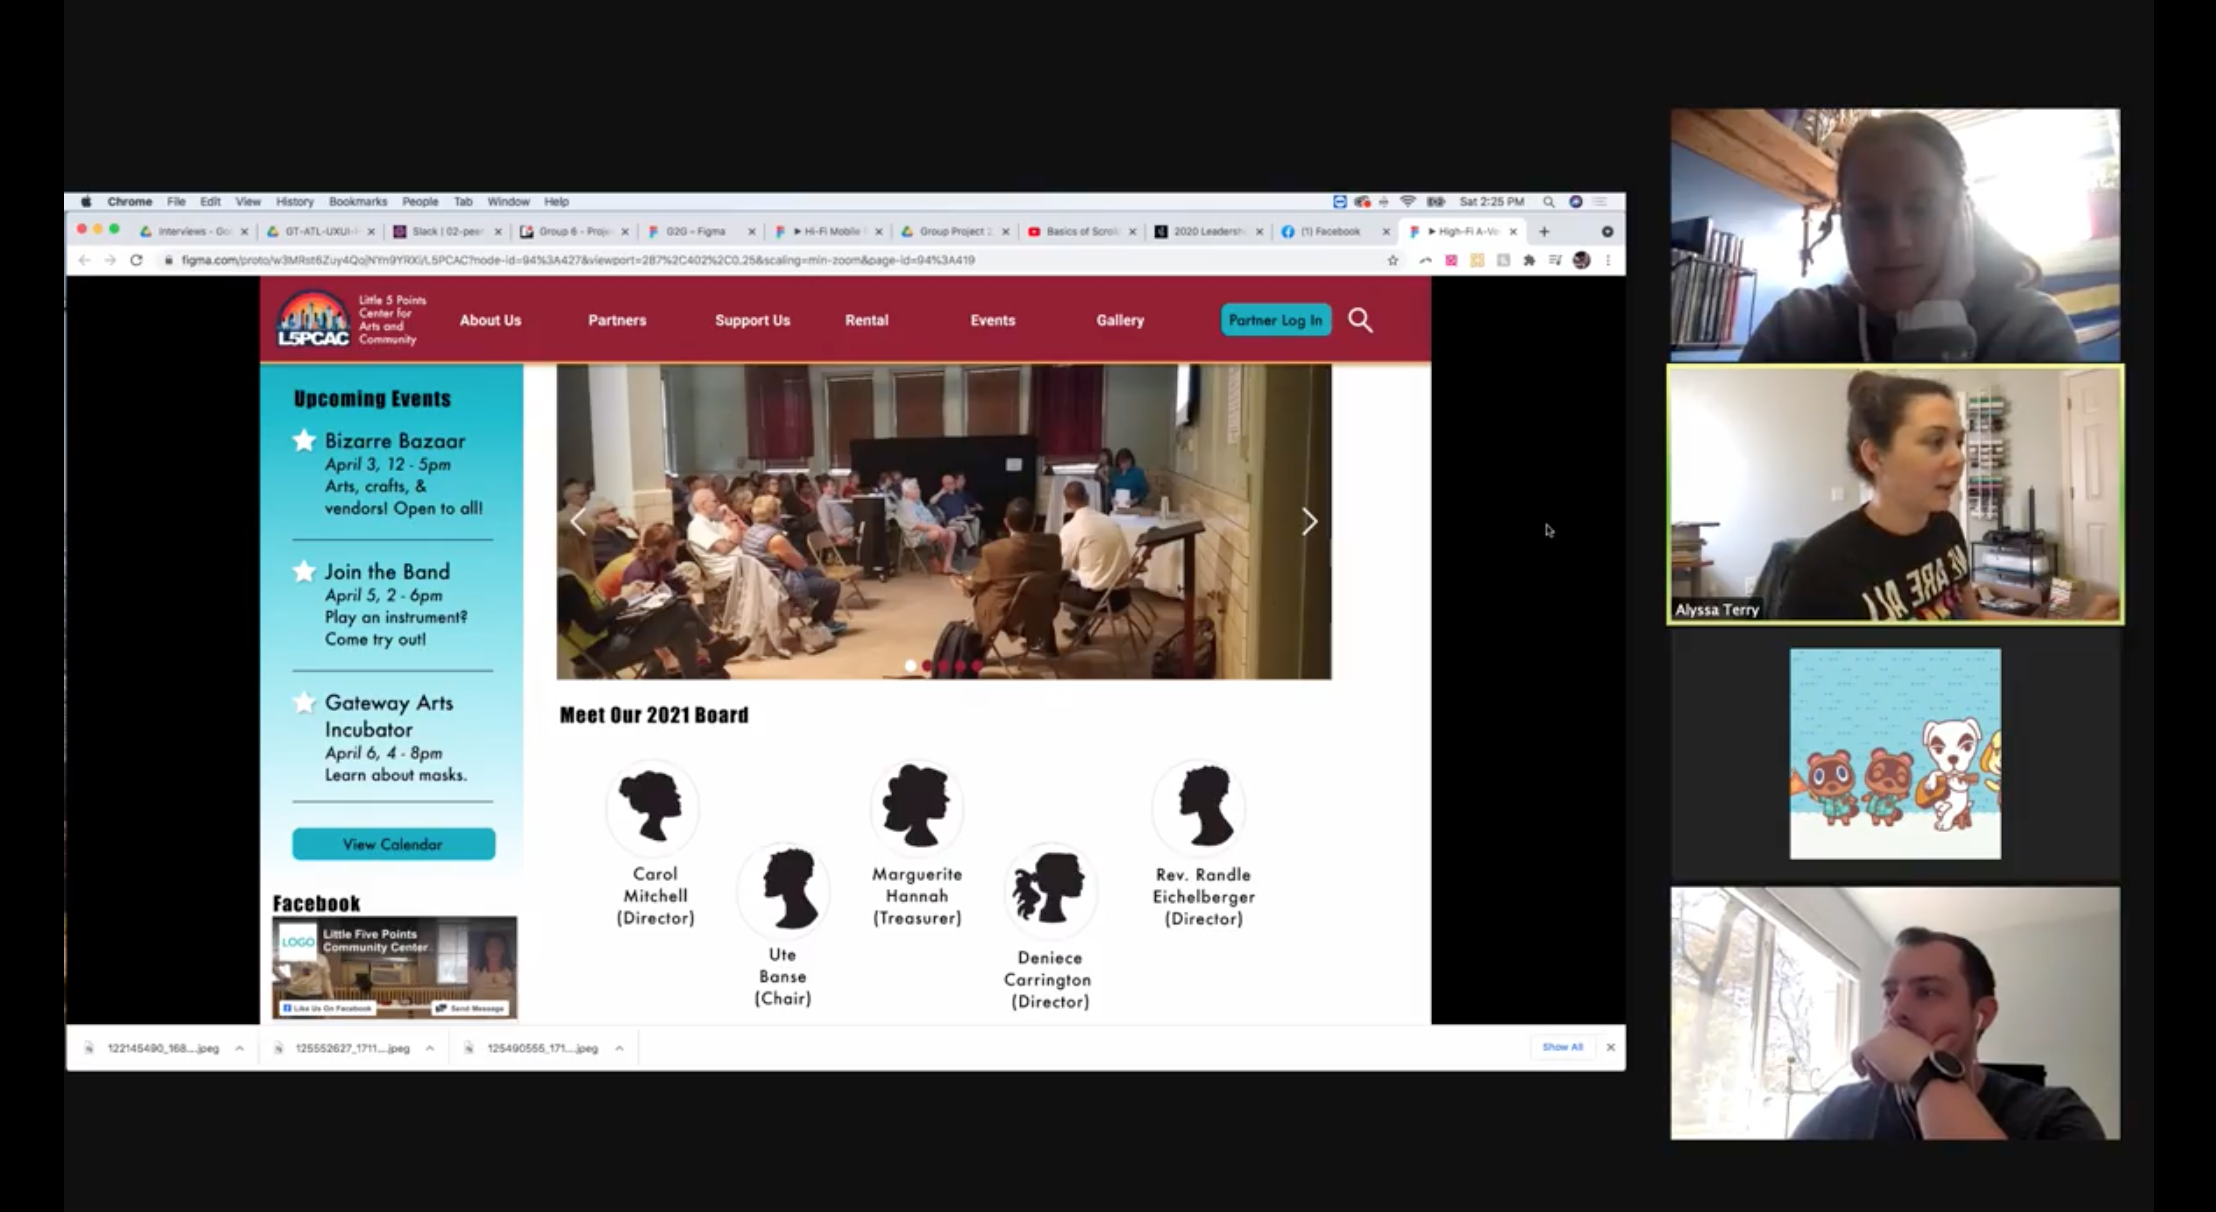 Chrome File Edit View History Bookmarks People Tab Window Help
Sat 2:25 PM
Interviews - Go
GT-ATL-UXUI-
Slack | 02-peer
Group 6 - Proje
G2G - Figma
Hi-Fi Mobile
Group Project 2
Basics of Scroll
2020 Leadersh
(1) Facebook
High-Fi A-Ve
figma.com/proto/w3MRst6Zuy4QojNYn9YRXi/L5PCAC?node-id=94%3A427&viewport=287%2C402%2C0.25&scaling=min-zoom&page-id=94%3A419
L5PCAC
Little 5 Points
Center for
Arts and
Community
About Us
Partners
Support Us
Rental
Events
Gallery
Partner Log In
Upcoming Events
Bizarre Bazaar
April 3, 12 - 5pm
Arts, crafts, &
vendors! Open to all!
Join the Band
April 5, 2 - 6pm
Play an instrument?
Come try out!
Gateway Arts
Incubator
April 6, 4 - 8pm
Learn about masks.
View Calendar
Facebook
LOGO
Little Five Points
Community Center
Like Us On Facebook
Send Message
Meet Our 2021 Board
Carol
Mitchell
(Director)
Ute
Banse
(Chair)
Marguerite
Hannah
(Treasurer)
Deniece
Carrington
(Director)
Rev. Randle
Eichelberger
(Director)
122145490_168....jpeg
125552627_1711....jpeg
125490555_171....jpeg
Show All
WE ARE ALL
Alyssa Terry